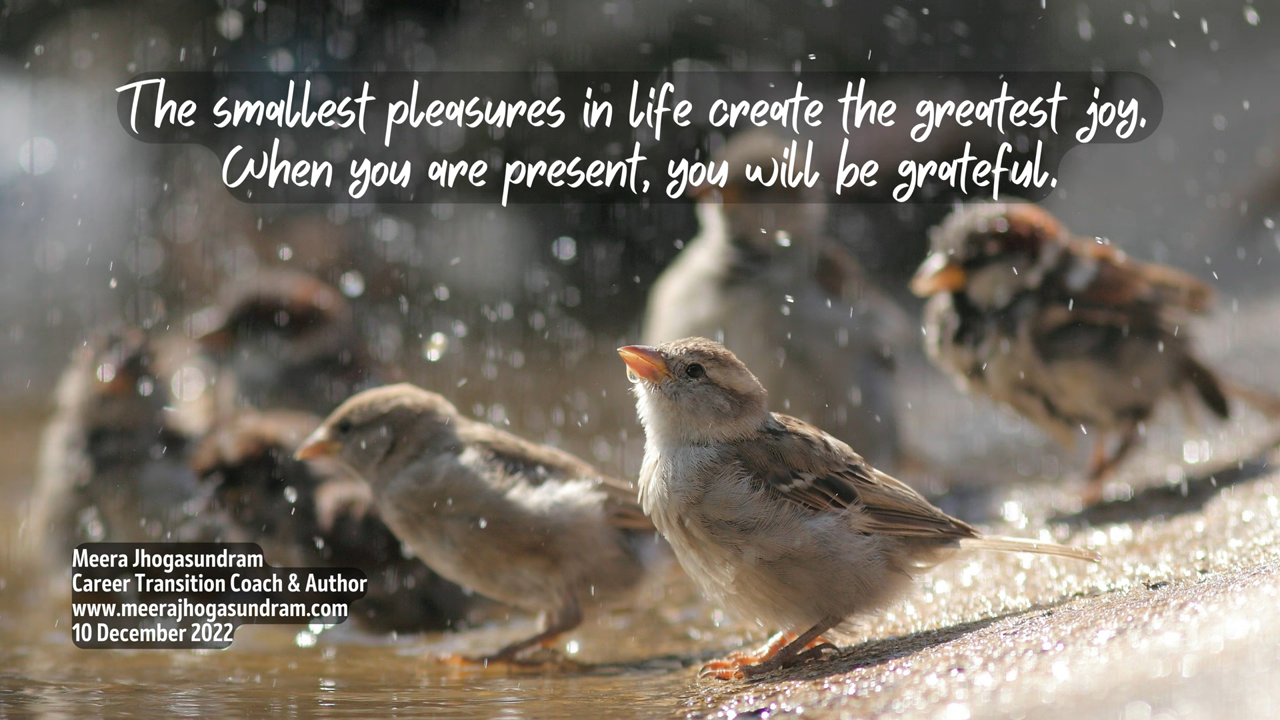 The smallest pleasures in life create the greatest joy.
When you are present, you will be grateful.
Meera Jhogasundram
Career Transition Coach & Author
www.meerajhogasundram.com
10 December 2022